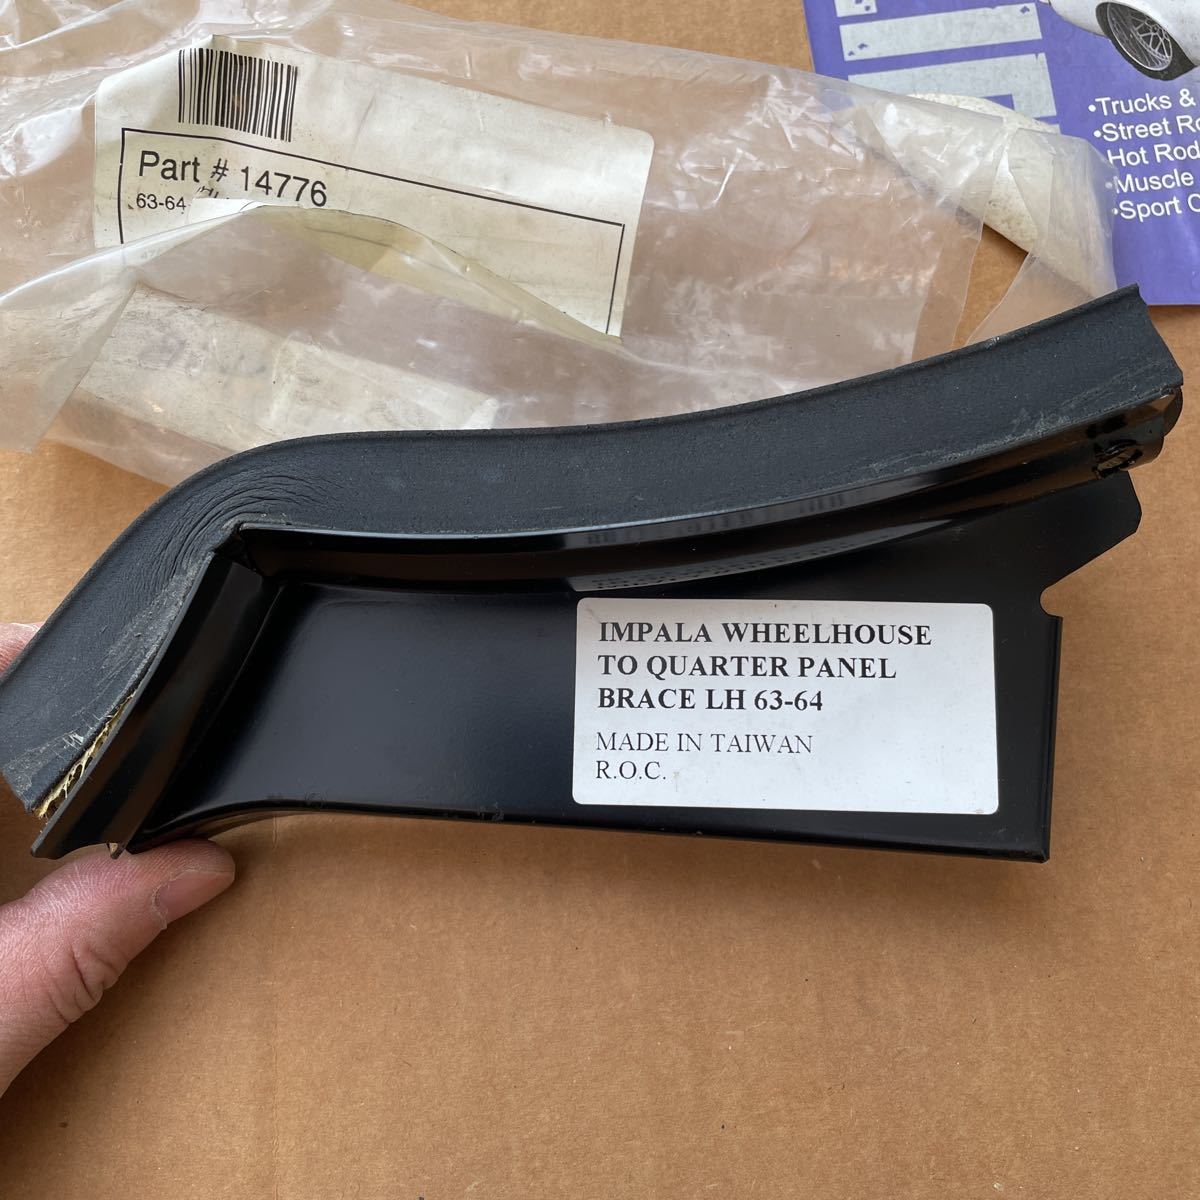 Part # 14776
63-64
•Trucks &
•Street
Hot Rod
•Muscle
•Sport
IMPALA WHEELHOUSE
TO QUARTER PANEL
BRACE LH 63-64
MADE IN TAIWAN
R.O.C.